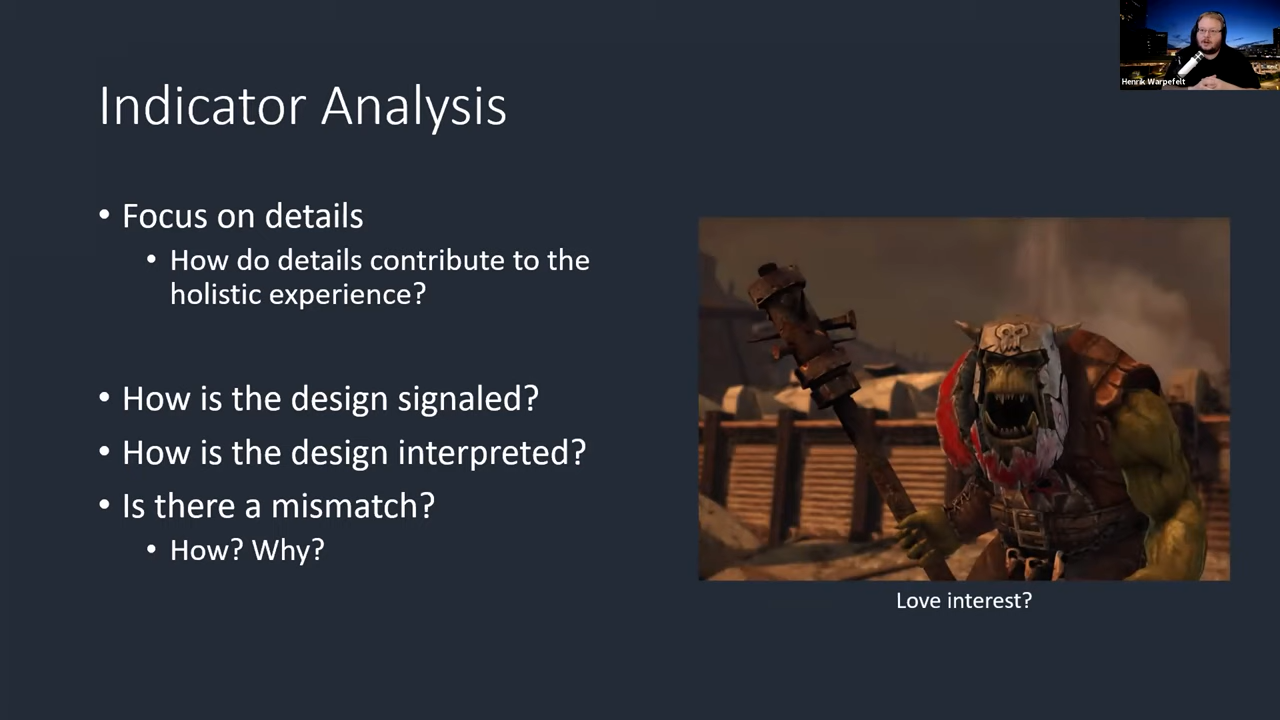 Henrik Warpefelt
Indicator Analysis
• Focus on details
• How do details contribute to the
holistic experience?
• How is the design signaled?
• How is the design interpreted?
• Is there a mismatch?
• How? Why?
Love interest?